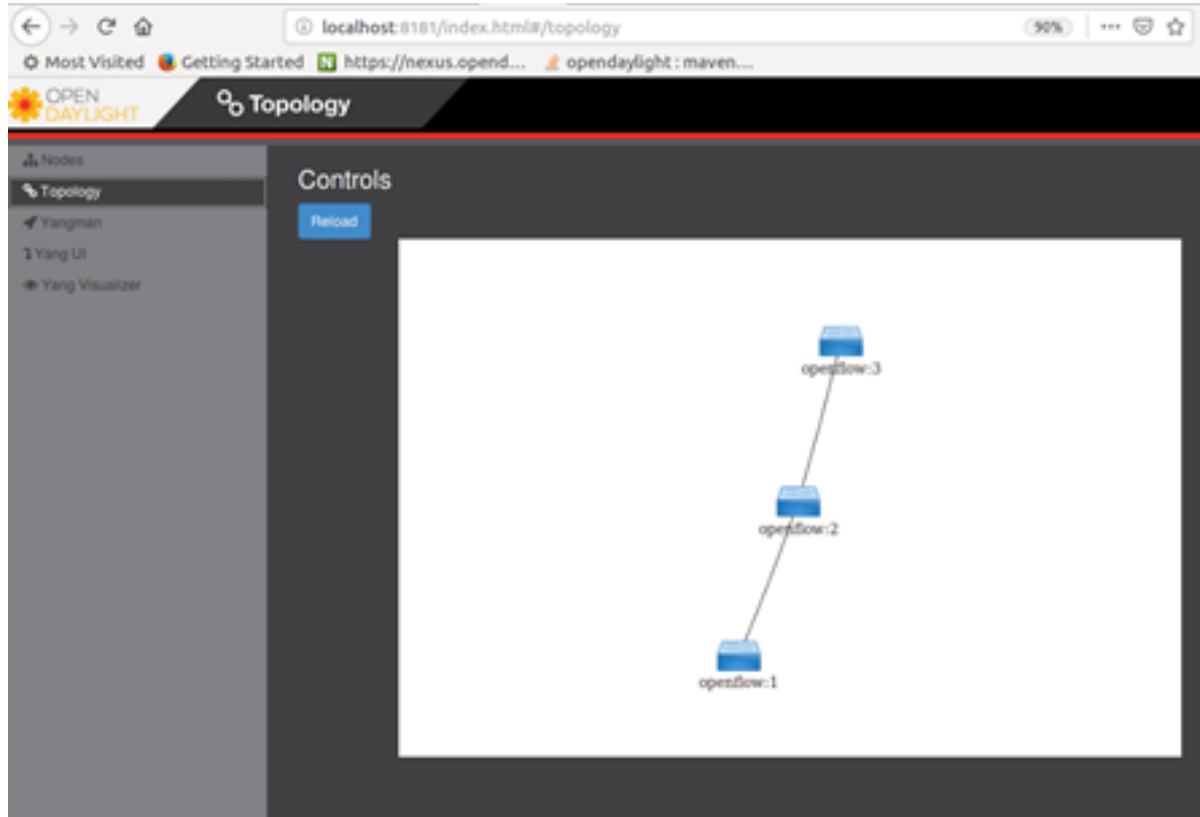 localhost:8181/index.html#/topology 90%
Most Visited Getting Started N https://nexus.opend... opendaylight : maven...
OPEN
DAYLIGHT
Topology
Nodes
Topology
Yangman
Yang UI
Yang Visualizer
Controls
Reload
openflow:3
openflow:2
openflow:1